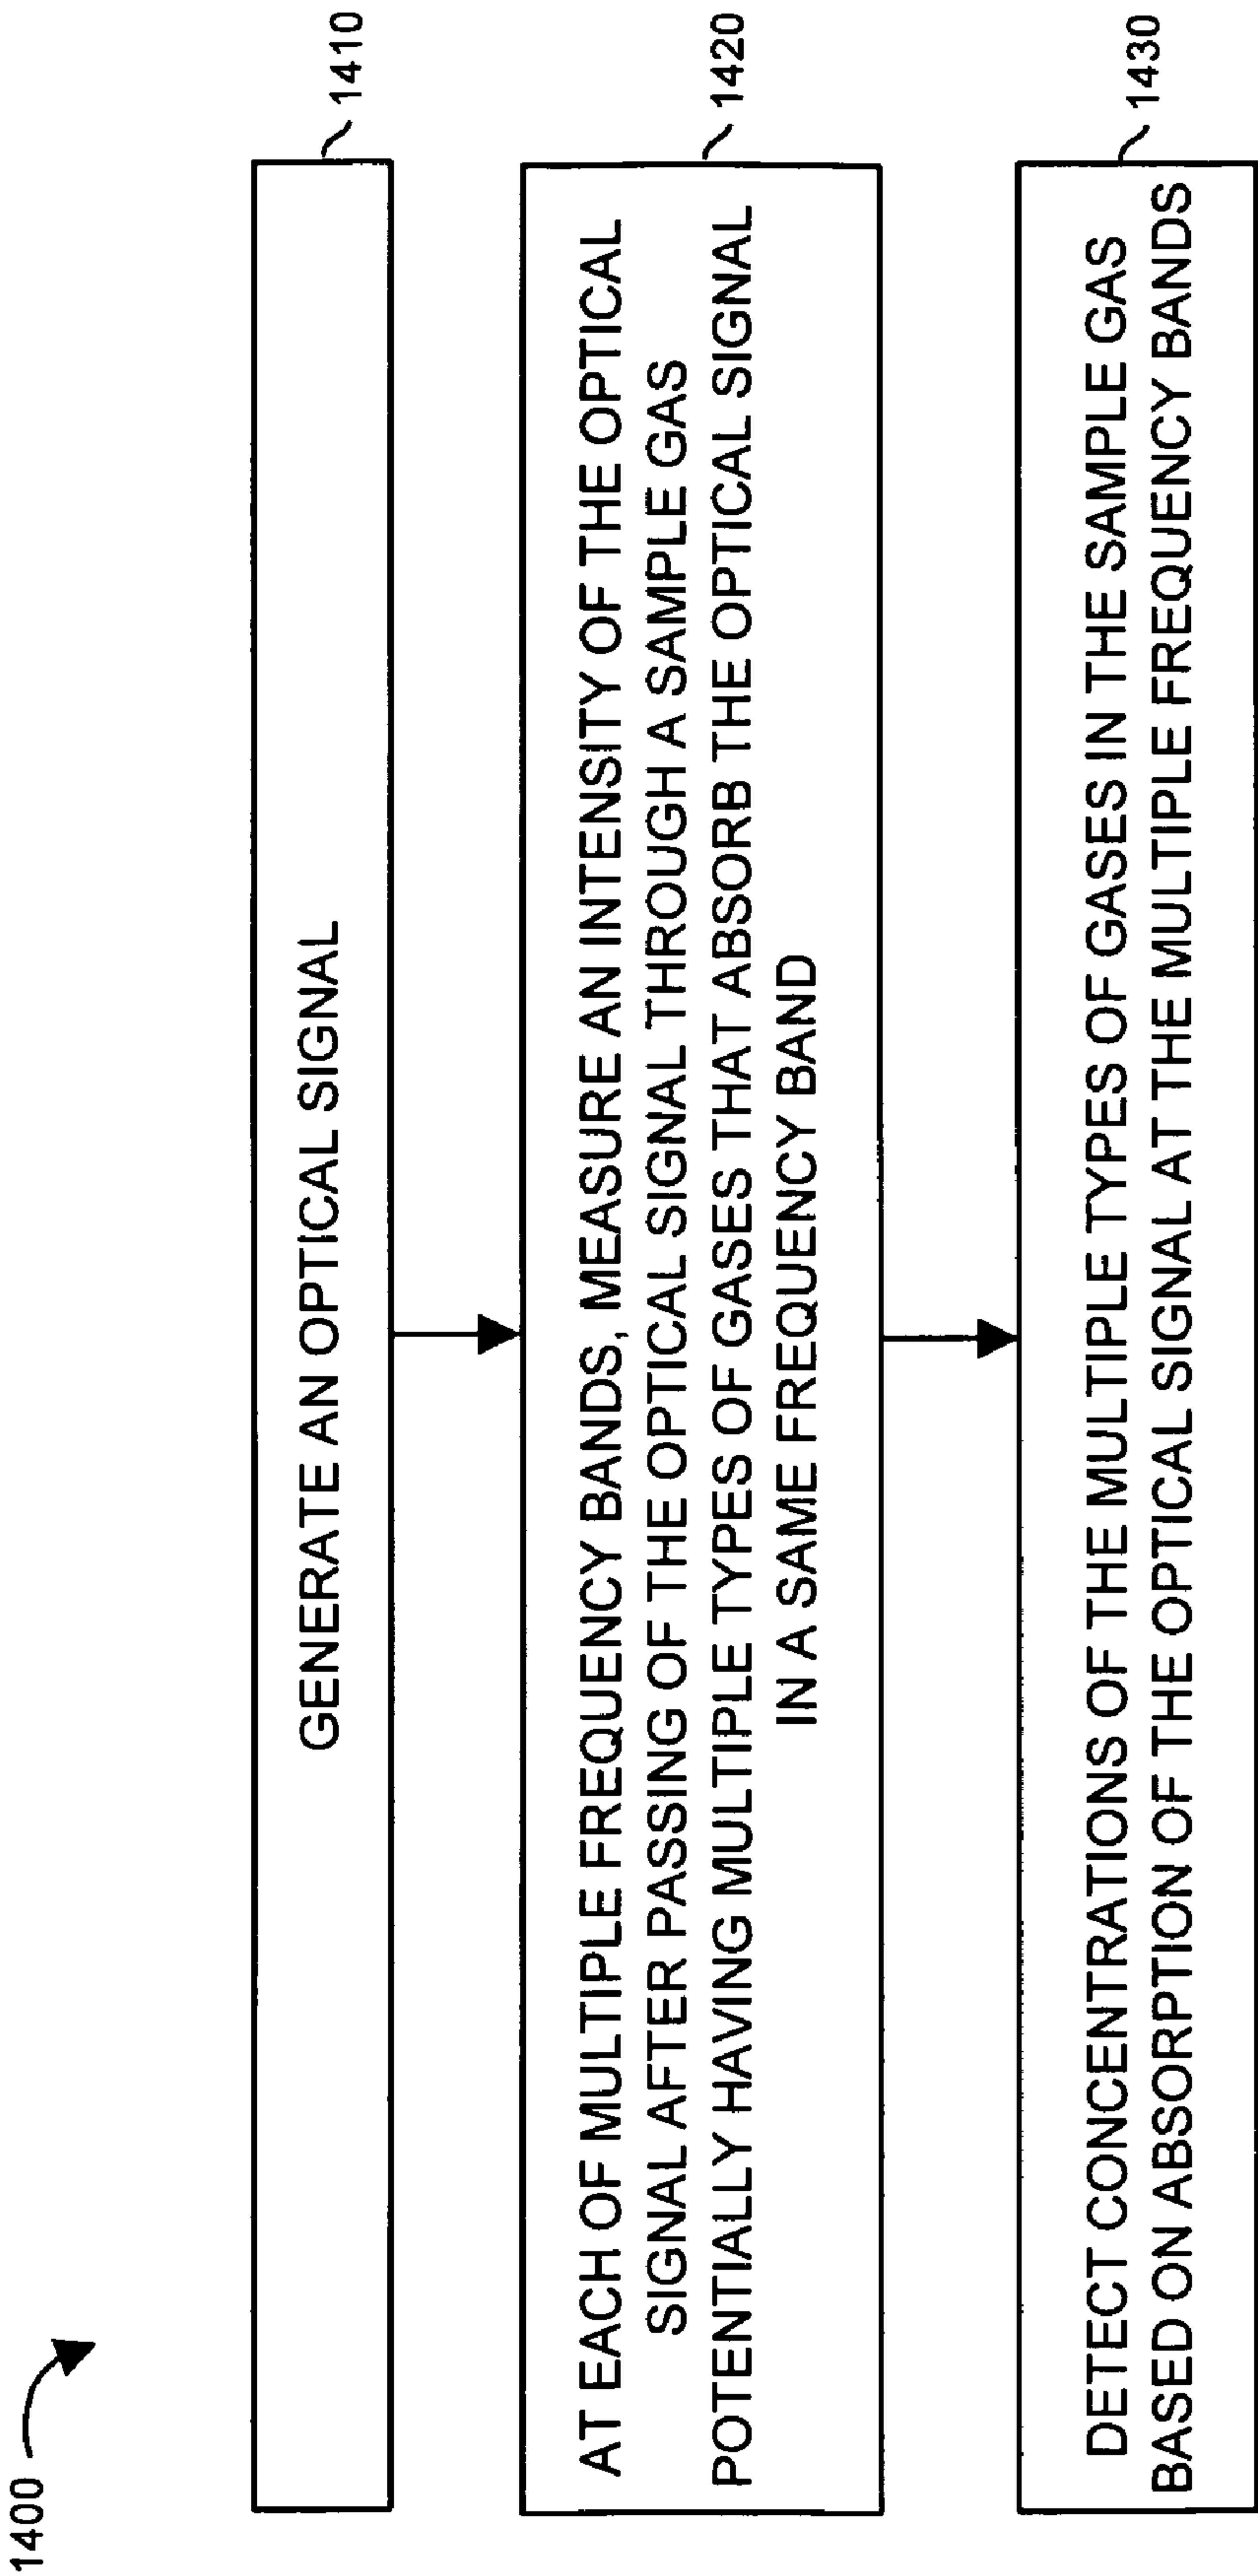 1400
GENERATE AN OPTICAL SIGNAL
1410
AT EACH OF MULTIPLE FREQUENCY BANDS, MEASURE AN INTENSITY OF THE OPTICAL
SIGNAL AFTER PASSING OF THE OPTICAL SIGNAL THROUGH A SAMPLE GAS
POTENTIALLY HAVING MULTIPLE TYPES OF GASES THAT ABSORB THE OPTICAL SIGNAL
IN A SAME FREQUENCY BAND
1420
DETECT CONCENTRATIONS OF THE MULTIPLE TYPES OF GASES IN THE SAMPLE GAS
BASED ON ABSORPTION OF THE OPTICAL SIGNAL AT THE MULTIPLE FREQUENCY BANDS
1430